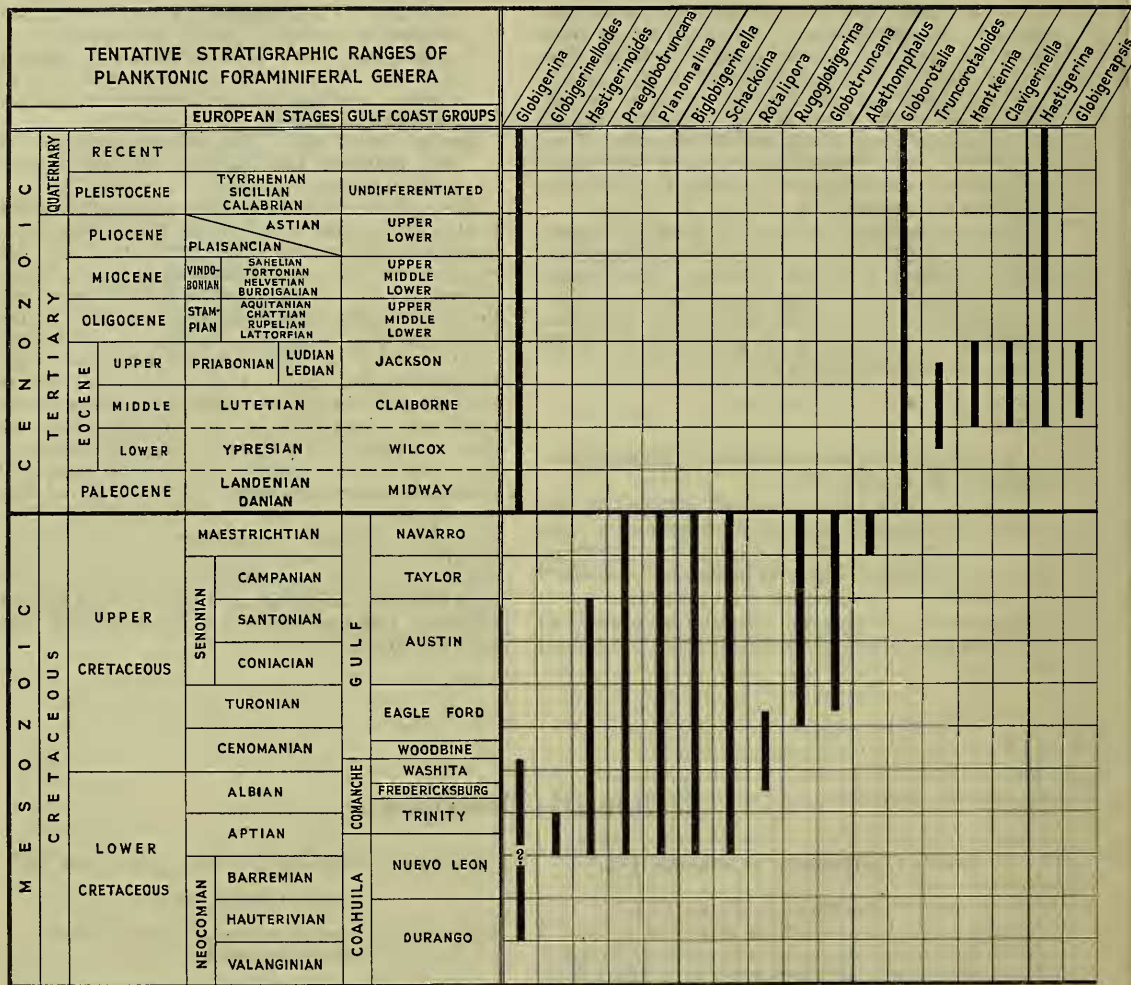 TENTATIVE STRATIGRAPHIC RANGES OF
PLANKTONIC FORAMINIFERAL GENERA
EUROPEAN STAGES
GULF COAST GROUPS
Globigerina
Globigerinelloides
Hastigerinoides
Praeglobotruncana
Planomalina
Biglobigerinella
Schackoina
Rotalipora
Rugoglobigerina
Globotruncana
Abathomphalus
Globorotalia
Truncorotaloides
Hantkenina
Clavigerinella
Hastigerina
Globigerapsis
CENOZOIC
QUATERNARY
RECENT
PLEISTOCENE
TYRRHENIAN
SICILIAN
CALABRIAN
UNDIFFERENTIATED
TERTIARY
PLIOCENE
ASTIAN
PLAISANCIAN
UPPER
LOWER
MIOCENE
VINDO-
BONIAN
SAHELIAN
TORTONIAN
HELVETIAN
BURDIGALIAN
UPPER
MIDDLE
LOWER
OLIGOCENE
STAM-
PIAN
AQUITANIAN
CHATTIAN
RUPELIAN
LATTORFIAN
UPPER
MIDDLE
LOWER
EOCENE
UPPER
PRIABONIAN
LUDIAN
LEDIAN
JACKSON
MIDDLE
LUTETIAN
CLAIBORNE
LOWER
YPRESIAN
WILCOX
PALEOCENE
LANDENIAN
DANIAN
MIDWAY
MESOZOIC
CRETACEOUS
UPPER
CRETACEOUS
MAESTRICHTIAN
GULF
NAVARRO
SENONIAN
CAMPANIAN
TAYLOR
SANTONIAN
AUSTIN
CONIACIAN
TURONIAN
EAGLE FORD
CENOMANIAN
WOODBINE
LOWER
CRETACEOUS
COMANCHE
WASHITA
ALBIAN
FREDERICKSBURG
TRINITY
APTIAN
?
COAHUILA
NUEVO LEON
NEOCOMIAN
BARREMIAN
HAUTERIVIAN
DURANGO
VALANGINIAN